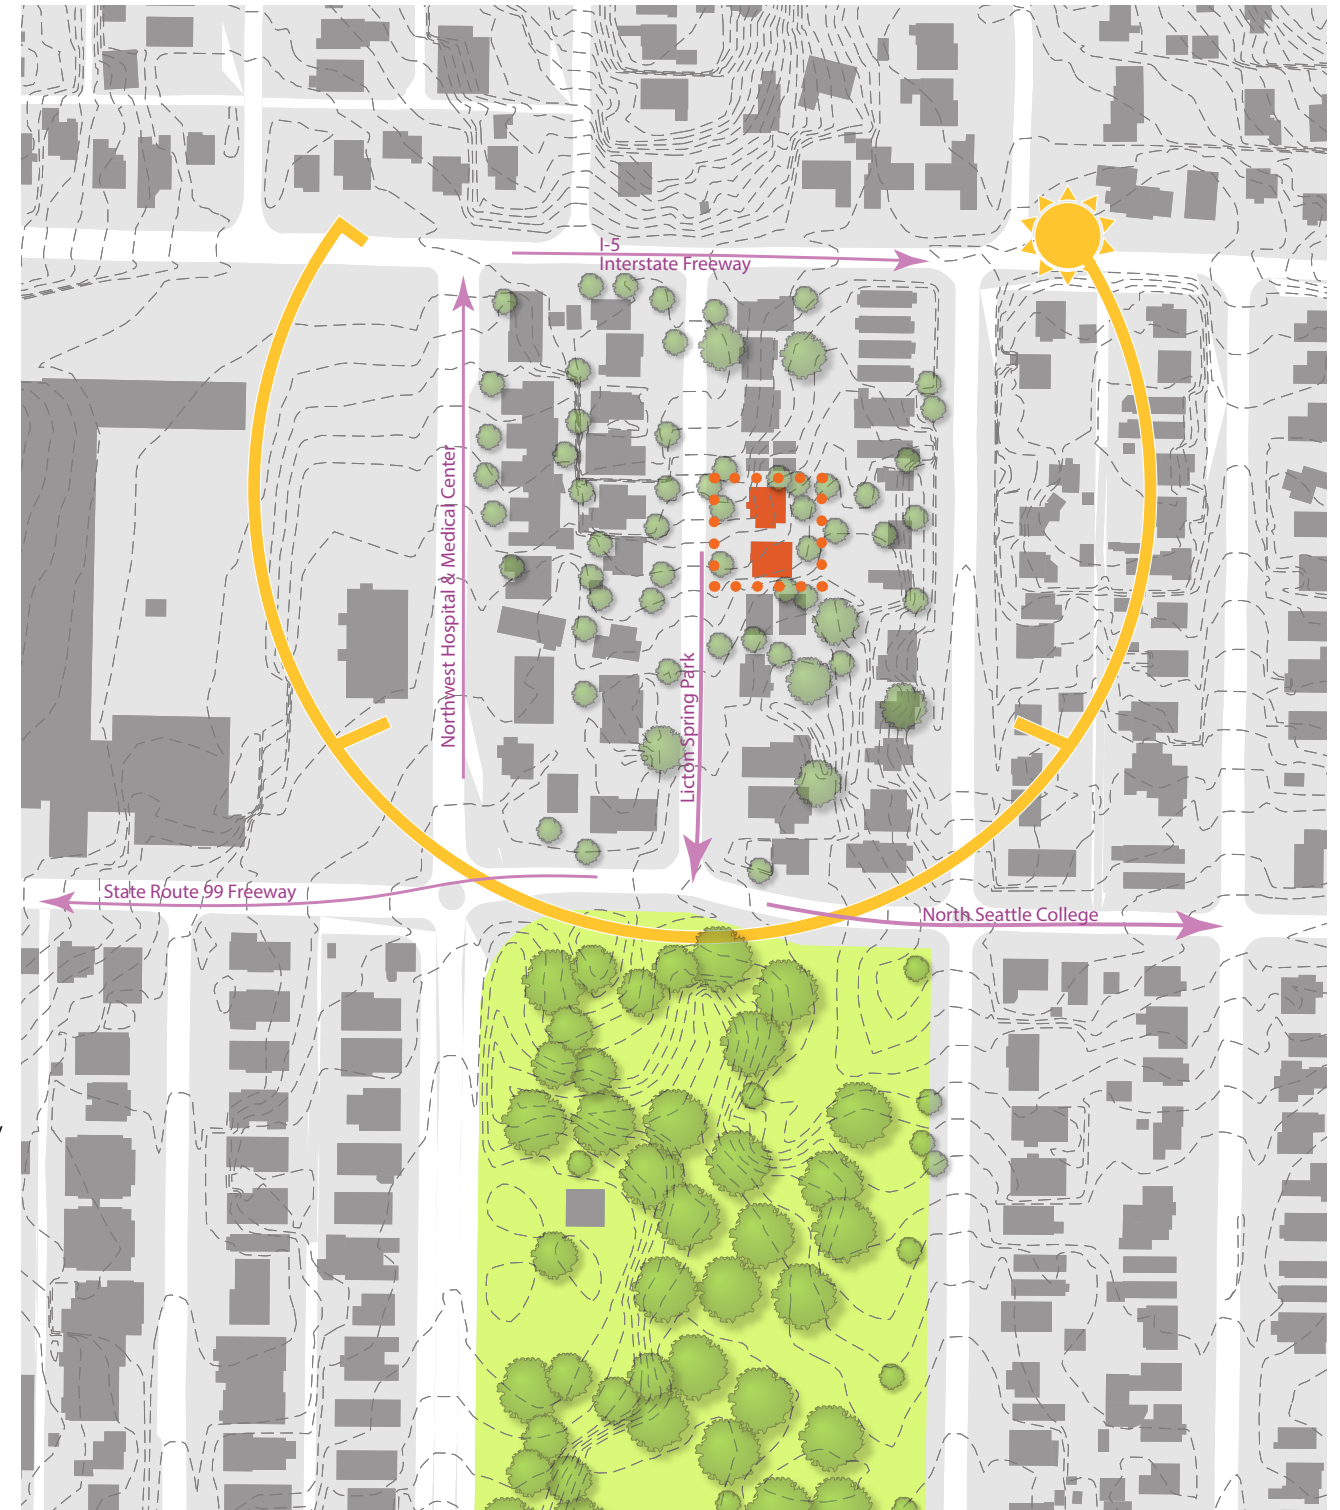 I-5
Interstate Freeway
Northwest Hospital & Medical Center
Licton Spring Park
State Route 99 Freeway
North Seattle College